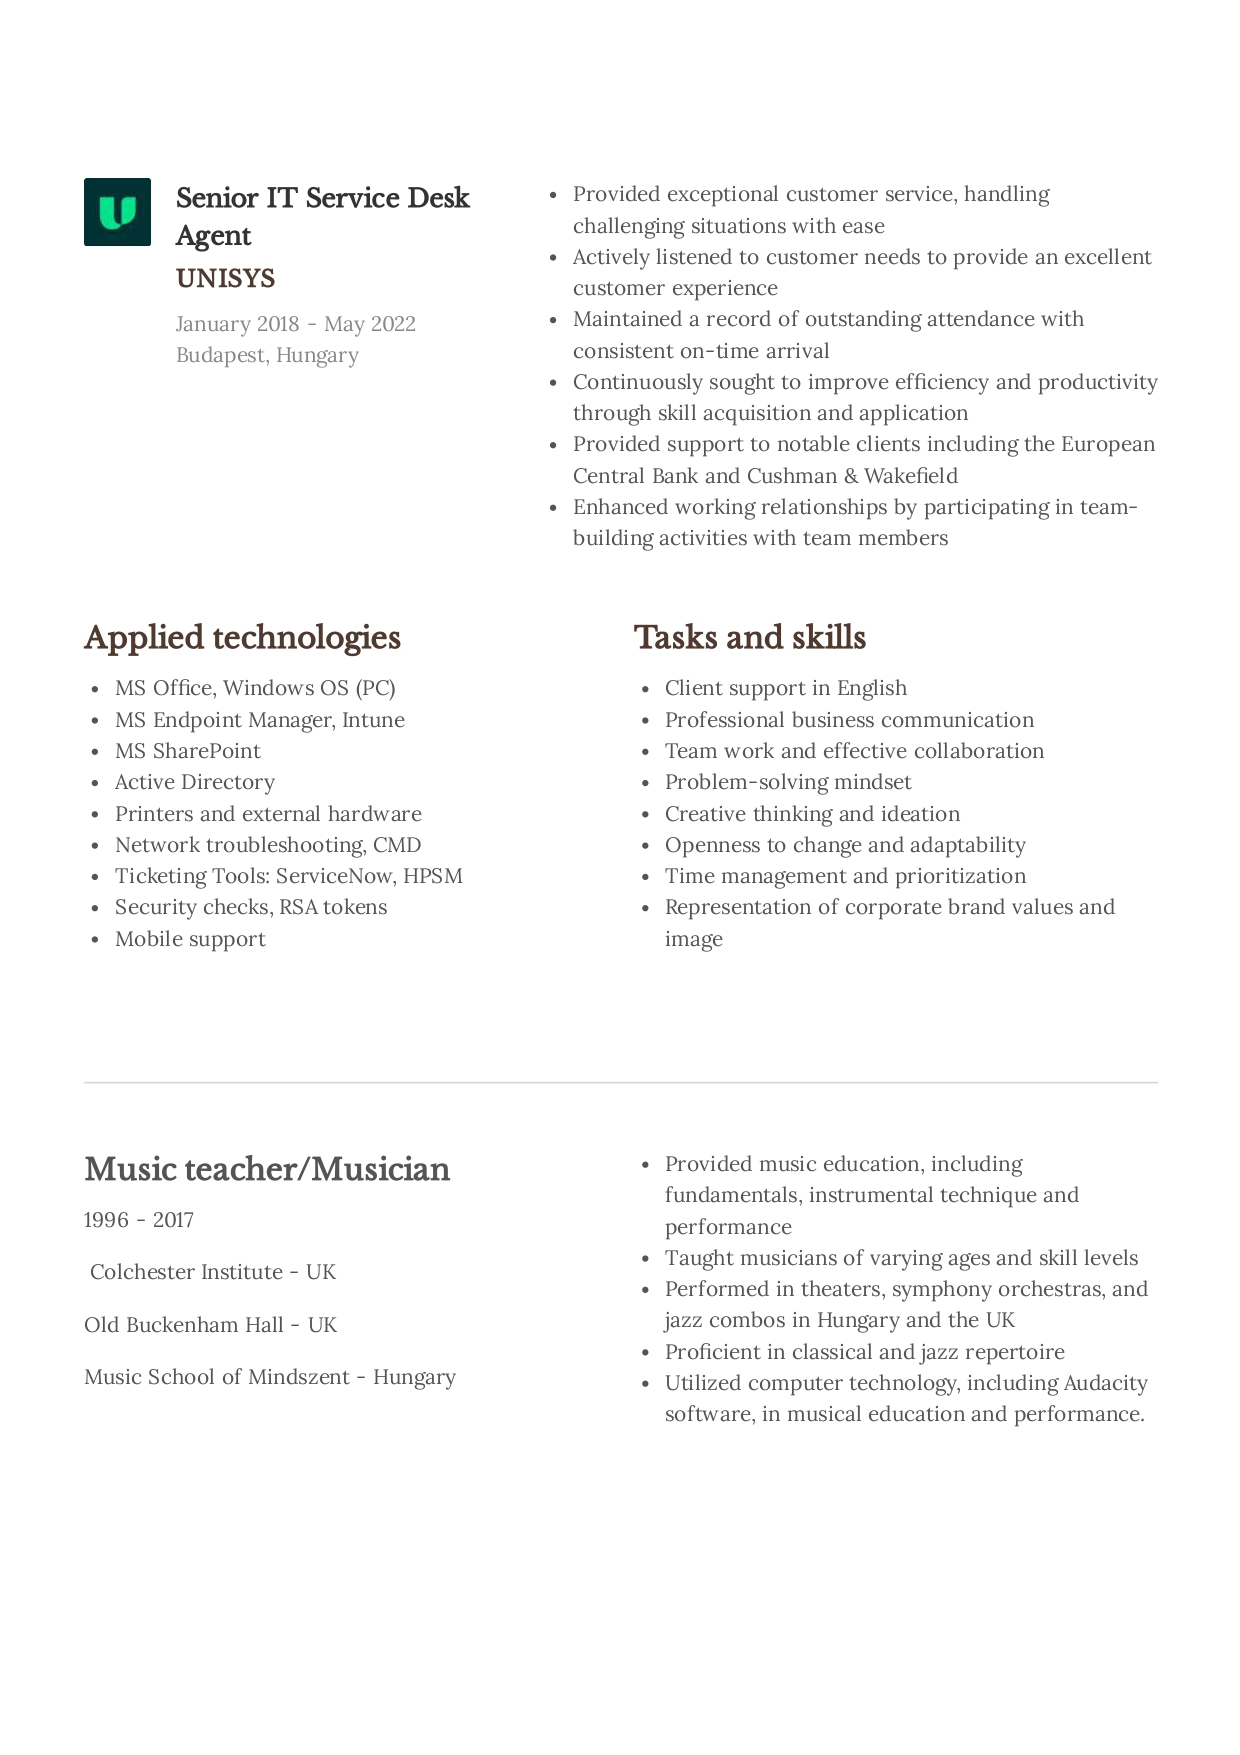 Senior IT Service Desk
Agent
UNISYS
January 2018 - May 2022
Budapest, Hungary
• Provided exceptional customer service, handling
challenging situations with ease
• Actively listened to customer needs to provide an excellent
customer experience
• Maintained a record of outstanding attendance with
consistent on-time arrival
• Continuously sought to improve efficiency and productivity
through skill acquisition and application
• Provided support to notable clients including the European
Central Bank and Cushman & Wakefield
• Enhanced working relationships by participating in team-
building activities with team members
Applied technologies
• MS Office, Windows OS (PC)
• MS Endpoint Manager, Intune
• MS SharePoint
• Active Directory
• Printers and external hardware
• Network troubleshooting, CMD
• Ticketing Tools: ServiceNow, HPSM
• Security checks, RSA tokens
• Mobile support
Tasks and skills
• Client support in English
• Professional business communication
• Team work and effective collaboration
• Problem-solving mindset
• Creative thinking and ideation
• Openness to change and adaptability
• Time management and prioritization
• Representation of corporate brand values and
image
Music teacher/Musician
1996 - 2017
Colchester Institute - UK
Old Buckenham Hall - UK
Music School of Mindszent - Hungary
• Provided music education, including
fundamentals, instrumental technique and
performance
• Taught musicians of varying ages and skill levels
• Performed in theaters, symphony orchestras, and
jazz combos in Hungary and the UK
• Proficient in classical and jazz repertoire
• Utilized computer technology, including Audacity
software, in musical education and performance.